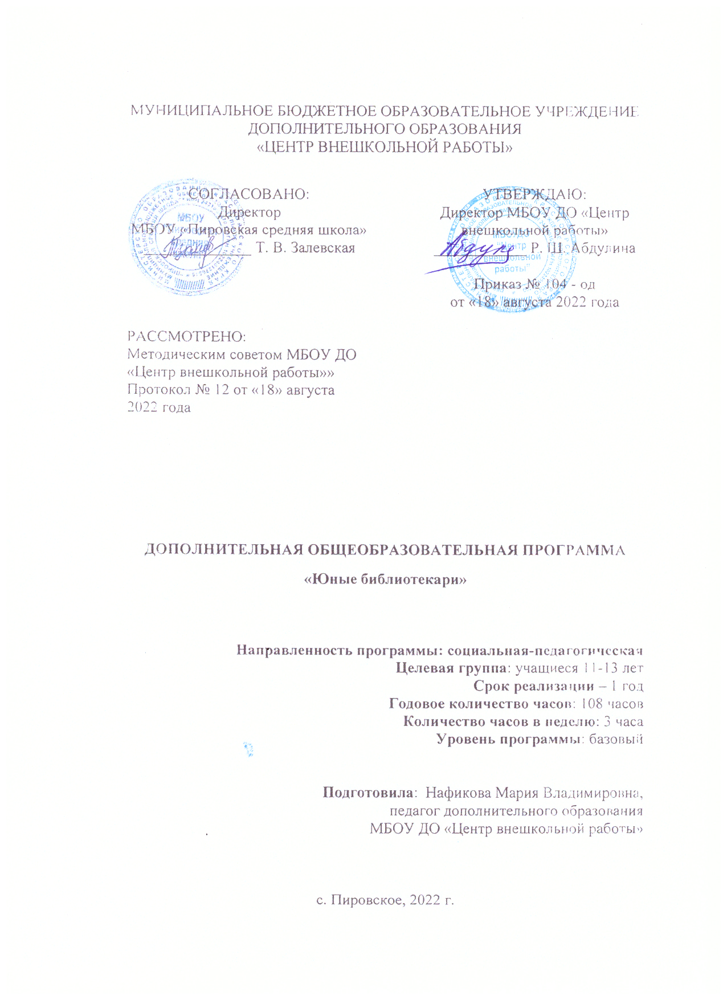 МУНИЦИПАЛЬНОЕ БЮДЖЕТНОЕ ОБРАЗОВАТЕЛЬНОЕ УЧРЕЖДЕНИЕ
ДОПОЛНИТЕЛЬНОГО ОБРАЗОВАНИЯ
«ЦЕНТР ВНЕШКОЛЬНОЙ РАБОТЫ»
СОГЛАСОВАНО:
Директор
МБОУ «Пировская средняя школа»
Т. В. Залевская
УТВЕРЖДАЮ:
Директор МБОУ ДО «Центр
внешкольной работы»
Р. Ш. Абдулина
Приказ № 104 - од
от «18» августа 2022 года
РАССМОТРЕНО:
Методическим советом МБОУ ДО
«Центр внешкольной работы»»
Протокол № 12 от «18» августа
2022 года
ДОПОЛНИТЕЛЬНАЯ ОБЩЕОБРАЗОВАТЕЛЬНАЯ ПРОГРАММА
«Юные библиотекари»
Направленность программы: социальная-педагогическая
Целевая группа: учащиеся 11-13 лет
Срок реализации – 1 год
Годовое количество часов: 108 часов
Количество часов в неделю: 3 часа
Уровень программы: базовый
Подготовила: Нафикова Мария Владимировна,
педагог дополнительного образования
МБОУ ДО «Центр внешкольной работы»
с. Пировское, 2022 г.